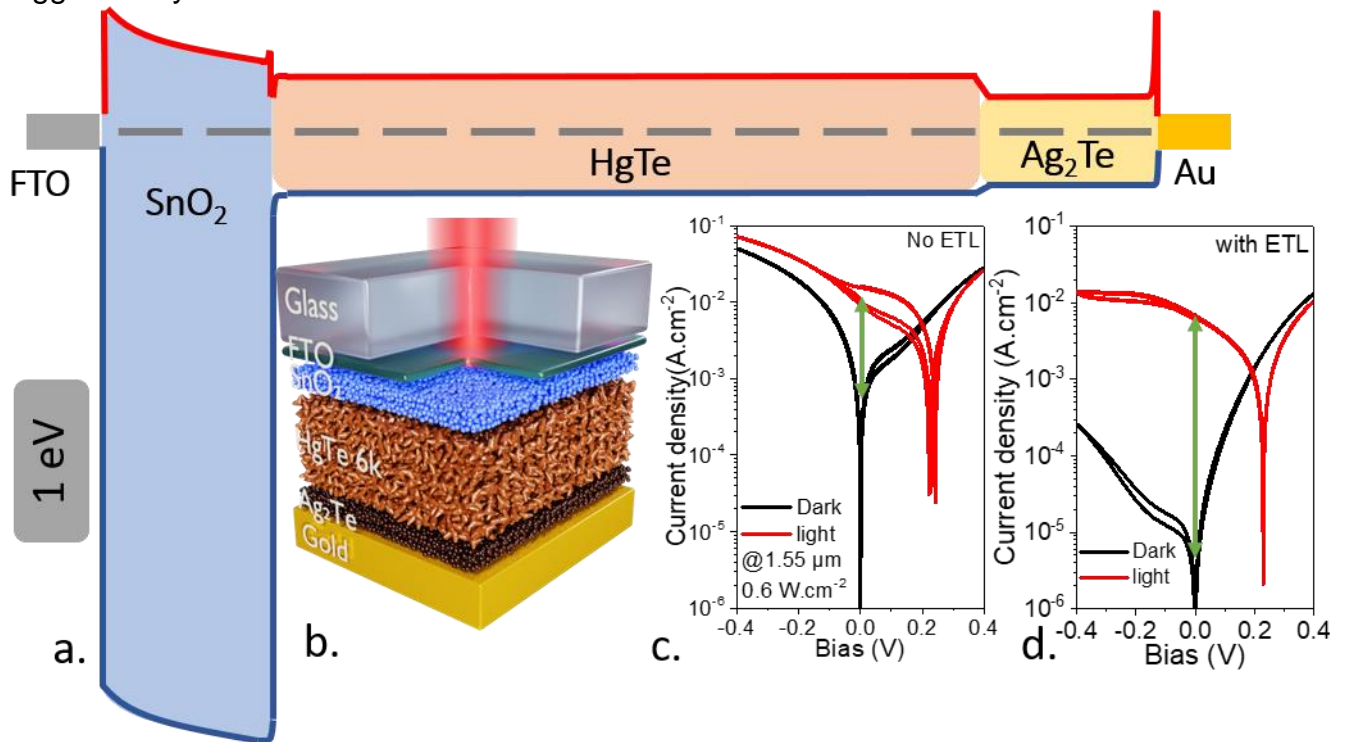 FTO
SnO2
HgTe
Ag2Te
Au
1 eV
a.
Glass
FTO
HgTe 6k
Ag2Te
Gold
b.
Current density(A.cm-2)
10-1
10-2
10-3
10-4
10-5
10-6
No ETL
Dark
light
@1.55 µm
0.6 W.cm-2
-0.4
0.0
0.2
0.4
Bias (V)
c.
Current density (A.cm-2)
10-1
10-2
10-3
10-4
10-5
10-6
with ETL
Dark
light
-0.4
-0.2
0.0
0.2
0.4
Bias (V)
d.